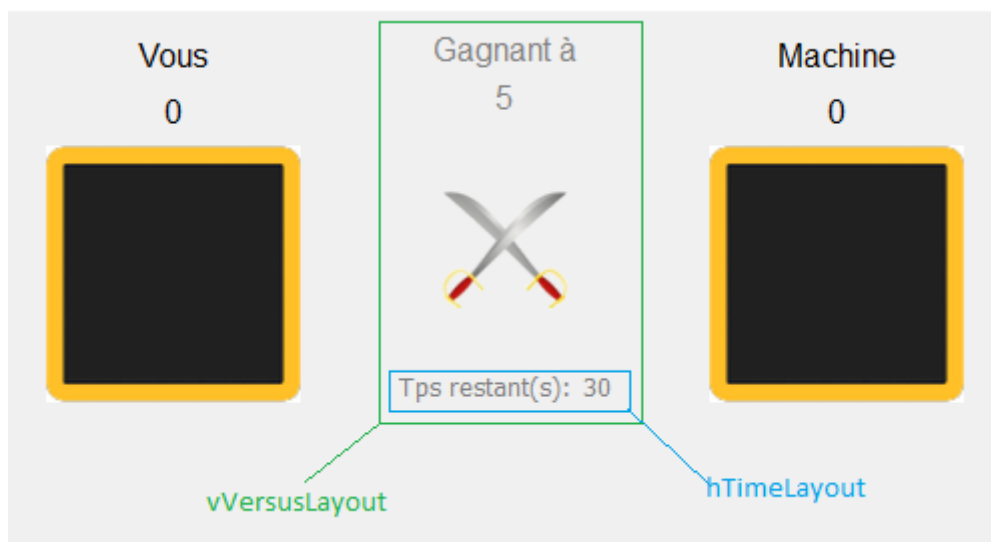 Vous
0
Gagnant à
5
Machine
0
Tps restant(s): 30
vVersusLayout
hTimeLayout